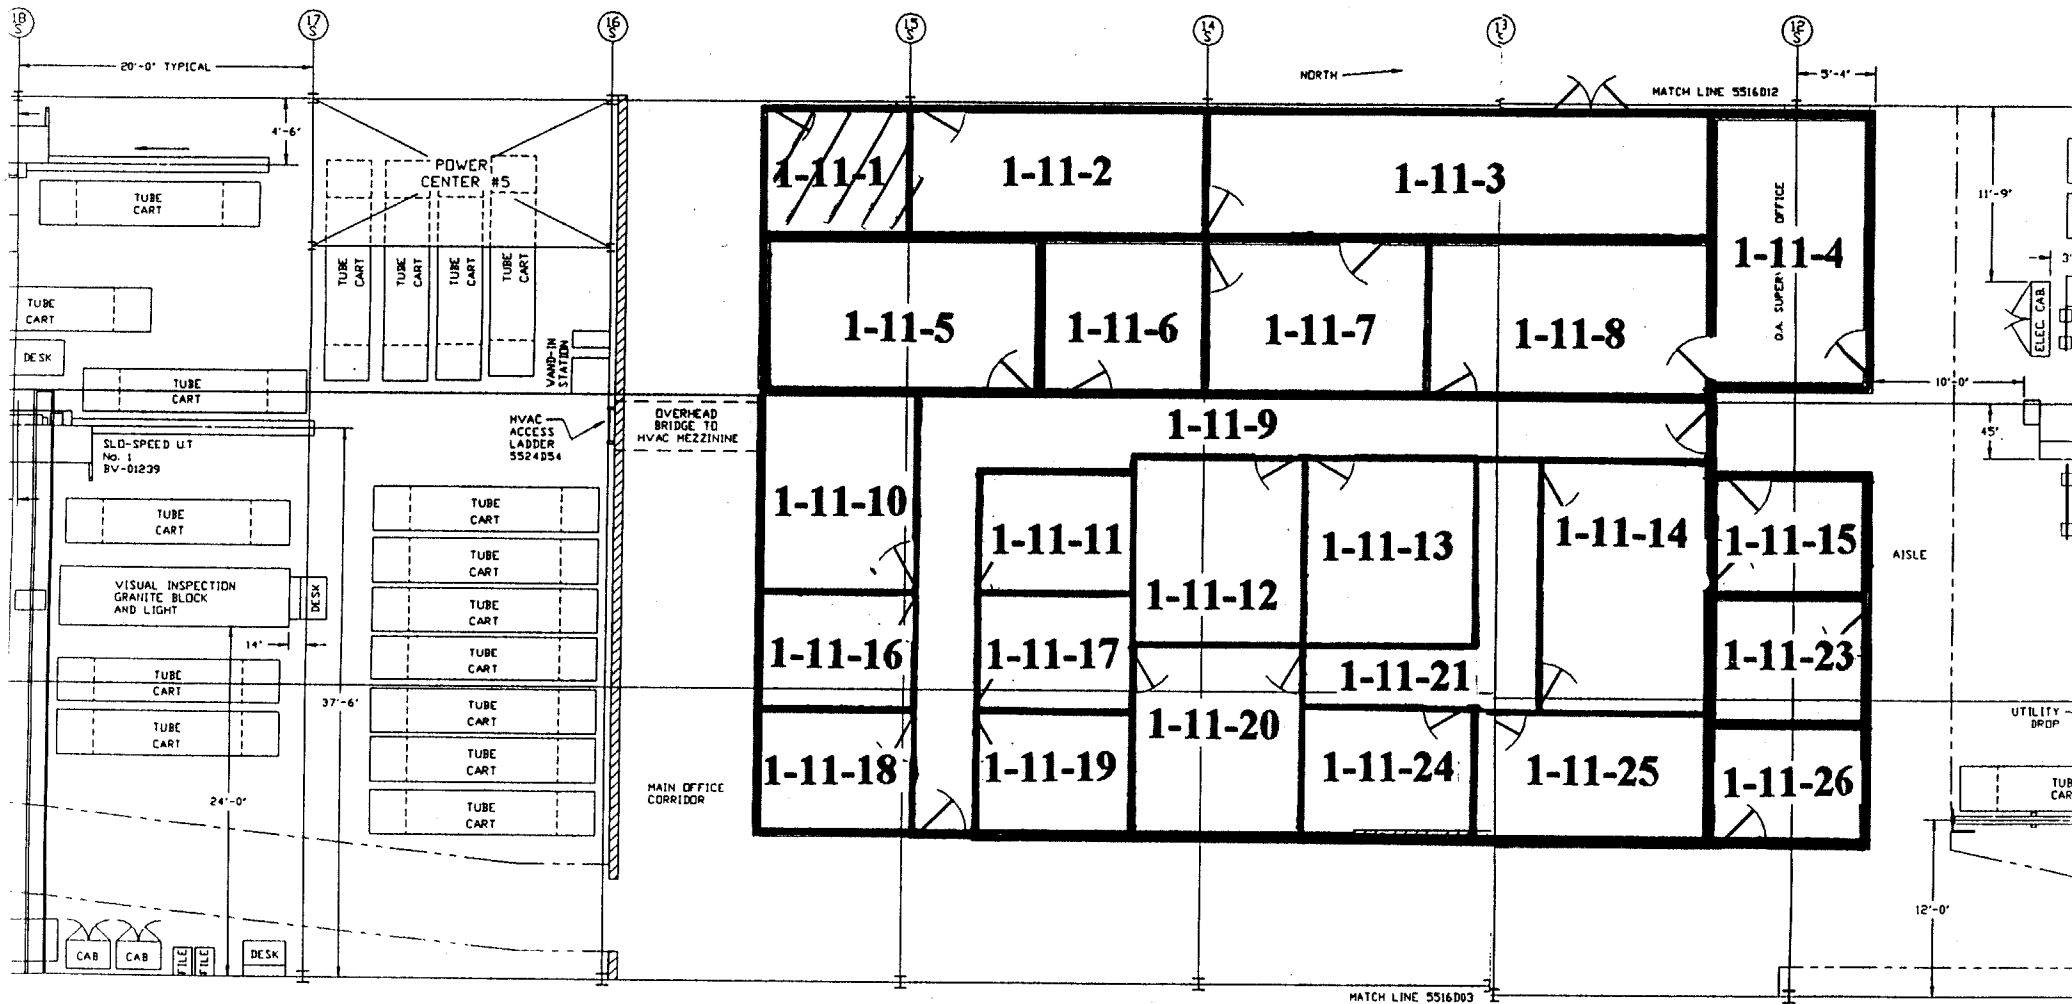 18
S
17
S
16
S
15
S
14
S
13
S
12
S
20'-0" TYPICAL
NORTH
5'-4"
MATCH LINE 5516D12
4'-6"
POWER
CENTER #5
TUBE
CART
TUBE
CART
TUBE
CART
TUBE
CART
TUBE
CART
TUBE
CART
DESK
TUBE
CART
WAND-IN
STATION
HVAC
ACCESS
LADDER
5524D54
OVERHEAD
BRIDGE TO
HVAC MEZZININE
SLO-SPEED U.T
No. 1
BV-01239
1-11-1
1-11-2
1-11-3
1-11-4
O.A. SUPERV OFFICE
11'-9"
ELEC. CAB.
1-11-5
1-11-6
1-11-7
1-11-8
10'-0"
45"
1-11-9
1-11-10
1-11-11
1-11-12
1-11-13
1-11-14
1-11-15
AISLE
TUBE
CART
VISUAL INSPECTION
GRANITE BLOCK
AND LIGHT
DESK
14"
TUBE
CART
TUBE
CART
37'-6"
24'-0"
TUBE
CART
TUBE
CART
TUBE
CART
TUBE
CART
TUBE
CART
TUBE
CART
TUBE
CART
1-11-16
1-11-17
1-11-21
1-11-23
1-11-18
1-11-19
1-11-20
1-11-24
1-11-25
1-11-26
UTILITY
DROP
MAIN OFFICE
CORRIDOR
12'-0"
CAB
CAB
FILE
FILE
DESK
MATCH LINE 5516D03